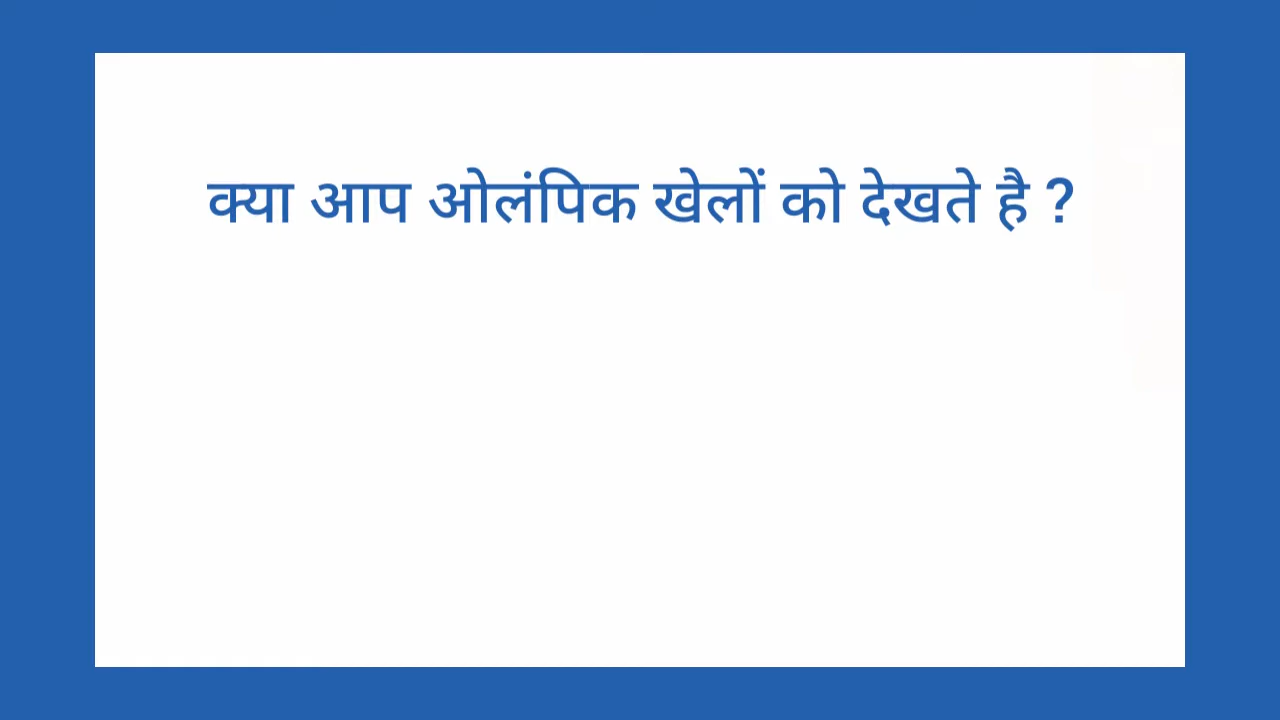 क्या आप ओलंपिक खेलों को देखते है ?